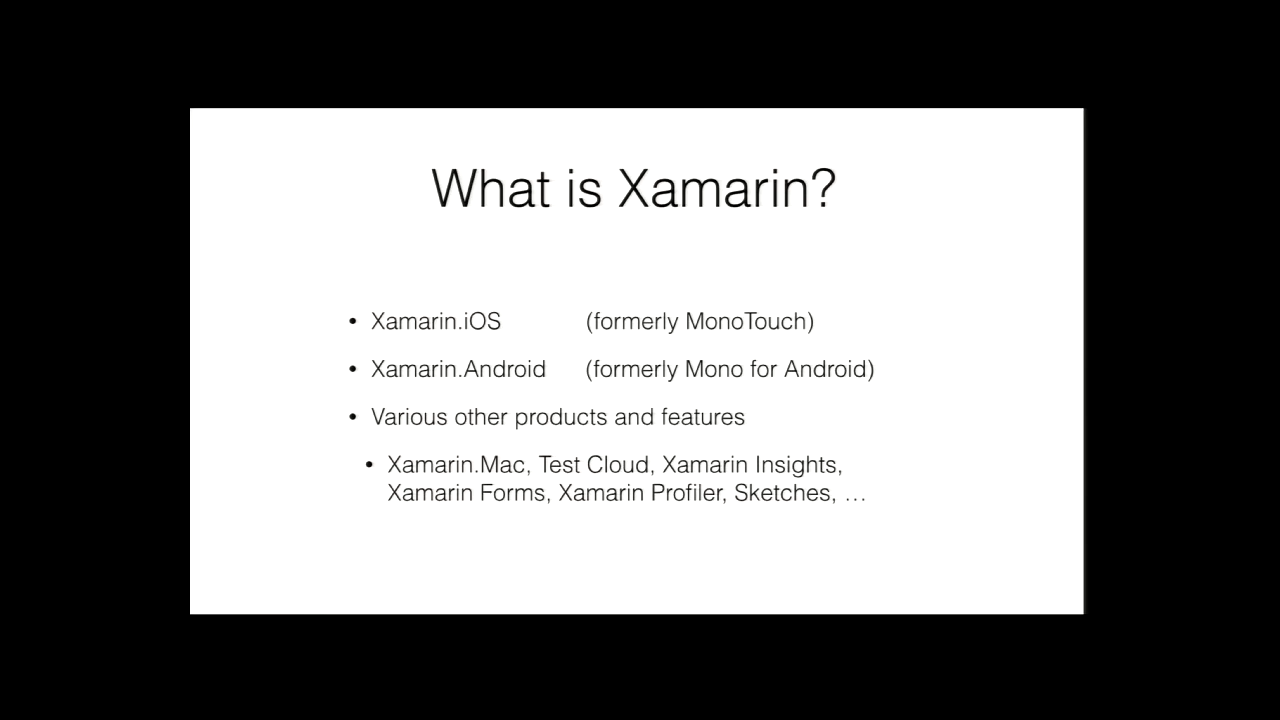 What is Xamarin?
• Xamarin.iOS (formerly MonoTouch)
• Xamarin.Android (formerly Mono for Android)
• Various other products and features
• Xamarin.Mac, Test Cloud, Xamarin Insights,
Xamarin Forms, Xamarin Profiler, Sketches, …